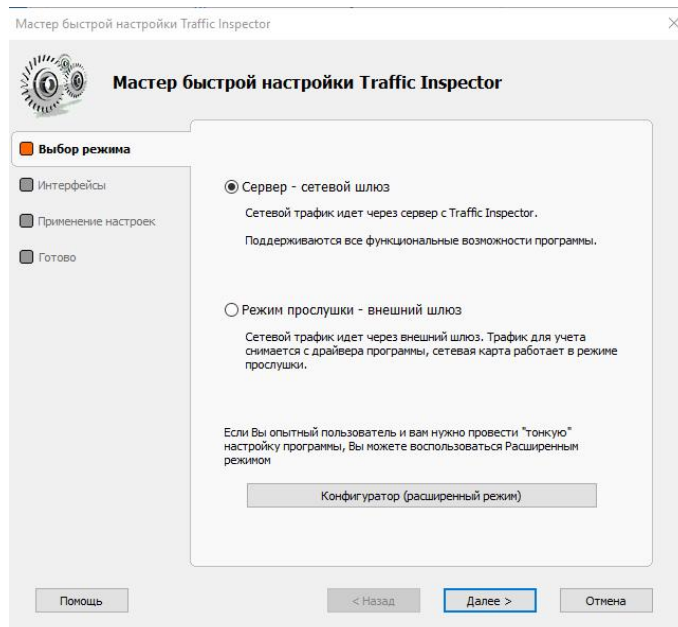 Мастер быстрой настройки Traffic Inspector
Мастер быстрой настройки Traffic Inspector
Выбор режима
Интерфейсы
Применение настроек
Готово
Сервер - сетевой шлюз
Сетевой трафик идет через сервер с Traffic Inspector.
Поддерживаются все функциональные возможности программы.
Режим прослушки - внешний шлюз
Сетевой трафик идет через внешний шлюз. Трафик для учета
снимается с драйвера программы, сетевая карта работает в режиме
прослушки.
Если Вы опытный пользователь и вам нужно провести "тонкую"
настройку программы, Вы можете воспользоваться Расширенным
режимом
Конфигуратор (расширенный режим)
Помощь
< Назад
Далее >
Отмена